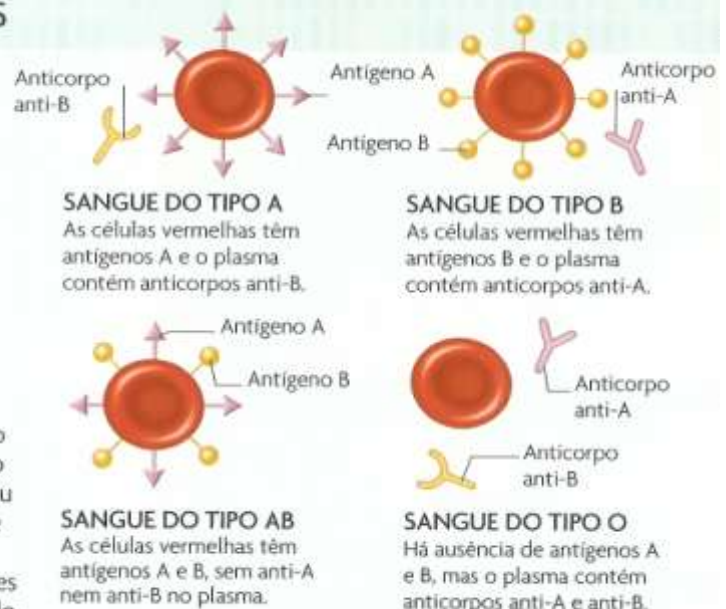 Anticorpo
anti-B
Antígeno A
SANGUE DO TIPO A
As células vermelhas têm
antígenos A e o plasma
contém anticorpos anti-B.
Antígeno B
Anticorpo
anti-A
SANGUE DO TIPO B
As células vermelhas têm
antígenos B e o plasma
contém anticorpos anti-A.
Antígeno A
Antígeno B
SANGUE DO TIPO AB
As células vermelhas têm
antígenos A e B, sem anti-A
nem anti-B no plasma.
Anticorpo
anti-A
Anticorpo
anti-B
SANGUE DO TIPO O
Há ausência de antígenos A
e B, mas o plasma contém
anticorpos anti-A e anti-B.